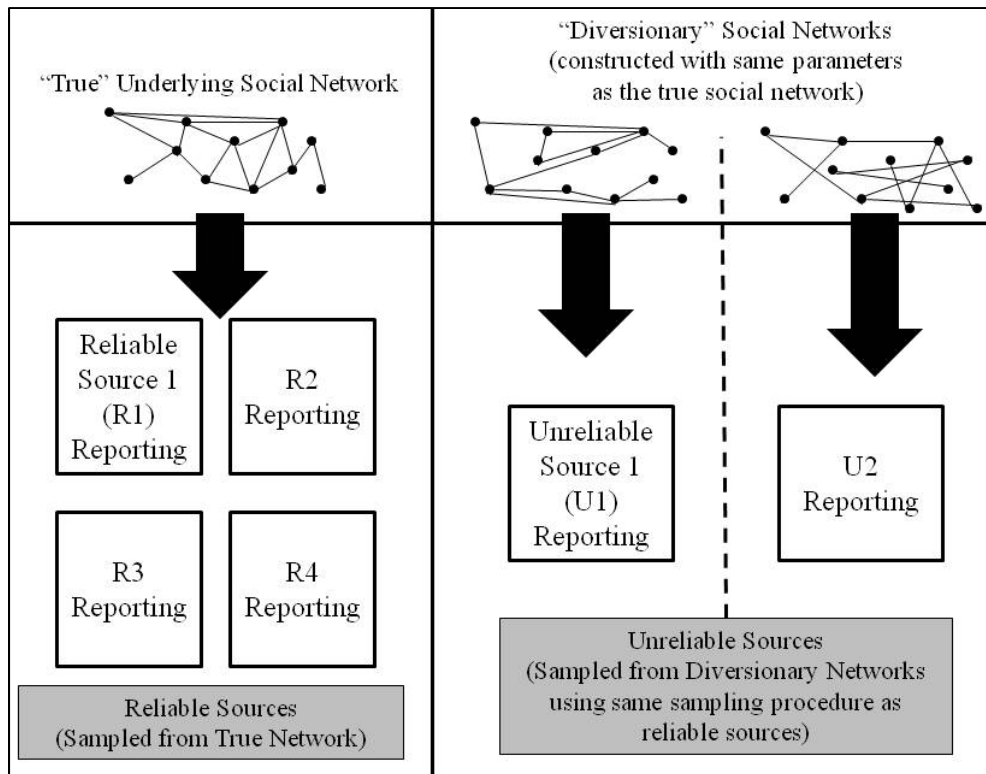 “True” Underlying Social Network
“Diversionary” Social Networks
(constructed with same parameters
as the true social network)
Reliable
Source 1
(R1)
Reporting
R2
Reporting
R3
Reporting
R4
Reporting
Reliable Sources
(Sampled from True Network)
Unreliable
Source 1
(U1)
Reporting
U2
Reporting
Unreliable Sources
(Sampled from Diversionary Networks
using same sampling procedure as
reliable sources)